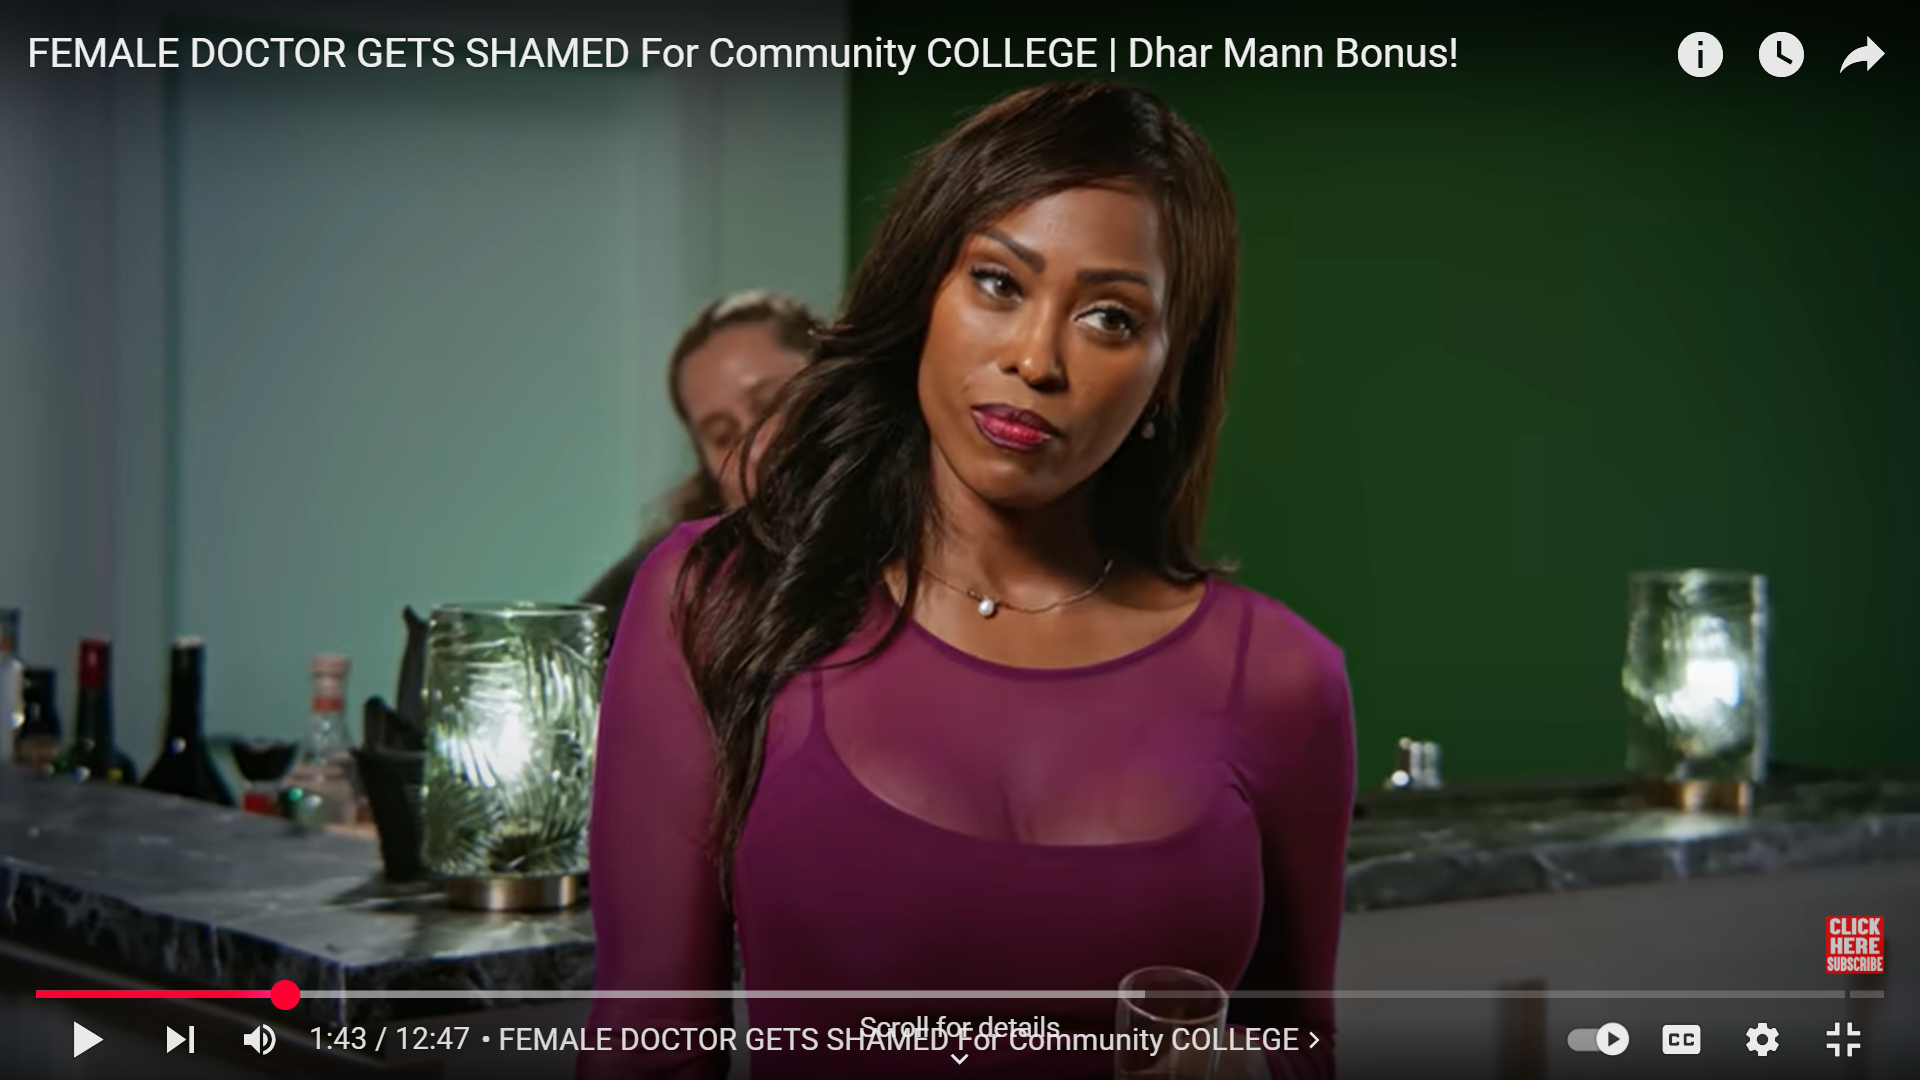 FEMALE DOCTOR GETS SHAMED For Community COLLEGE | Dhar Mann Bonus!
CLICK
HERE
SUBSCRIBE
Scroll for details
1:43 / 12:47 • FEMALE DOCTOR GETS SHAMED For Community COLLEGE
CC